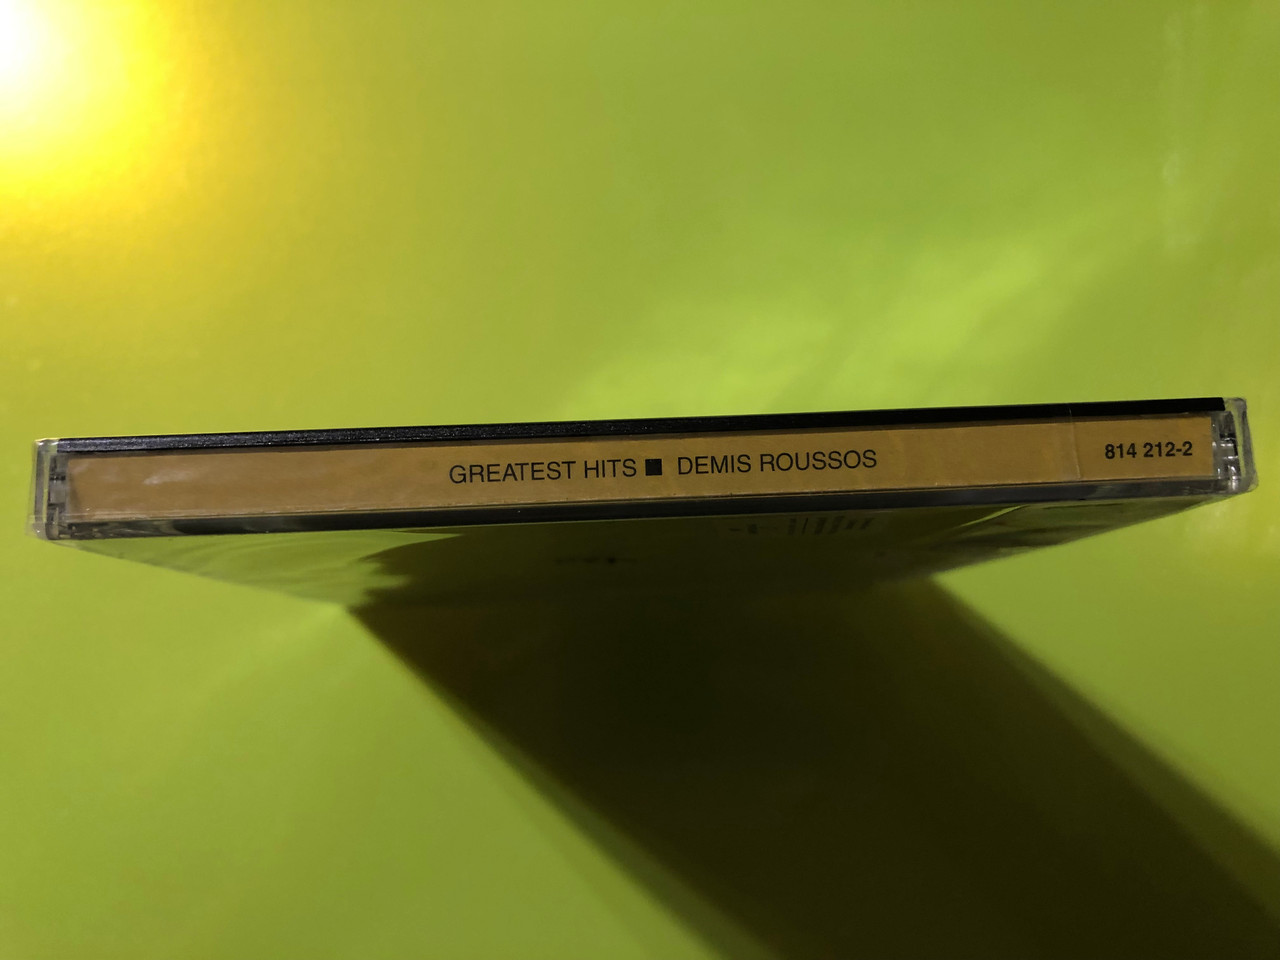 GREATEST HITS ■ DEMIS ROUSSOS 814 212-2